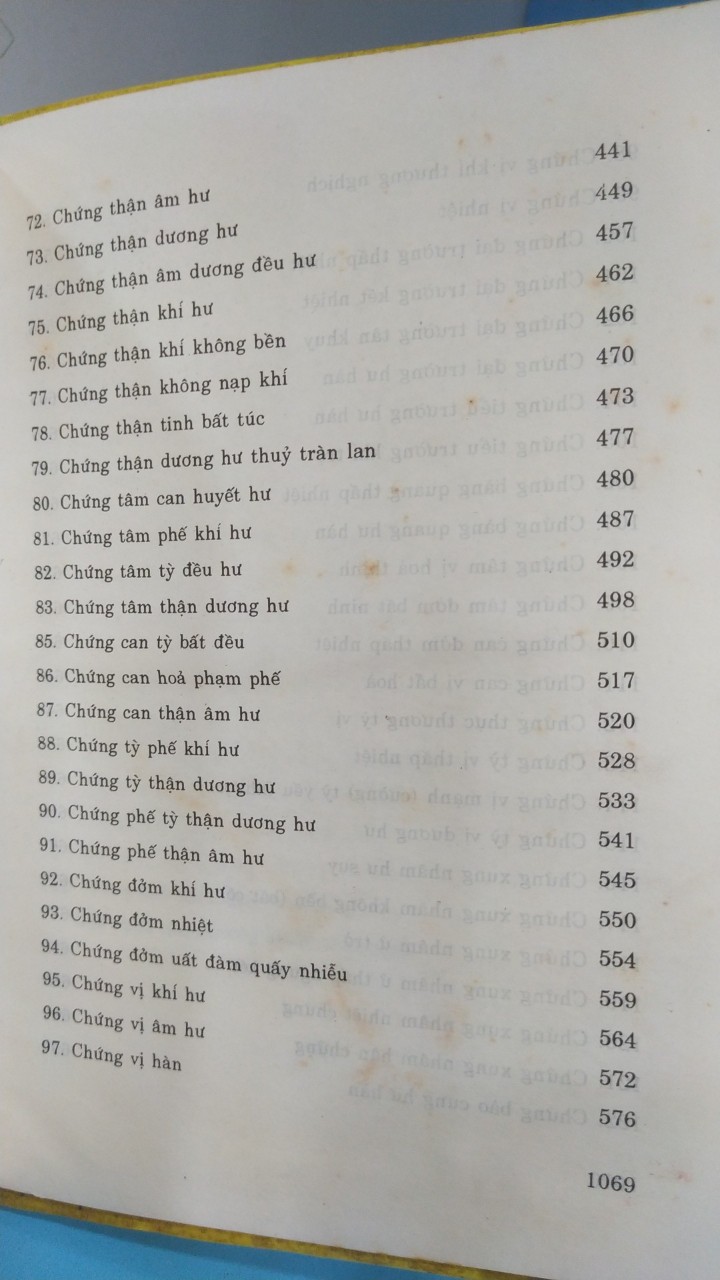 72. Chứng thận âm hư 441
73. Chứng thận dương hư 449
74. Chứng thận âm dương đều hư 457
75. Chứng thận khí hư 462
76. Chứng thận khí không bền 466
77. Chứng thận không nạp khí 470
78. Chứng thận tinh bất túc 473
79. Chứng thận dương hư thuỷ tràn lan 477
80. Chứng tâm can huyết hư 480
81. Chứng tâm phế khí hư 487
82. Chứng tâm tỳ đều hư 492
83. Chứng tâm thận dương hư 498
85. Chứng can tỳ bất đều 510
86. Chứng can hoả phạm phế 517
87. Chứng can thận âm hư 520
88. Chứng tỳ phế khí hư 528
89. Chứng tỳ thận dương hư 533
90. Chứng phế tỳ thận dương hư 541
91. Chứng phế thận âm hư 545
92. Chứng đởm khí hư 550
93. Chứng đởm nhiệt 554
94. Chứng đởm uất đàm quấy nhiễu 559
95. Chứng vị khí hư 564
96. Chứng vị âm hư 572
97. Chứng vị hàn 576
1069